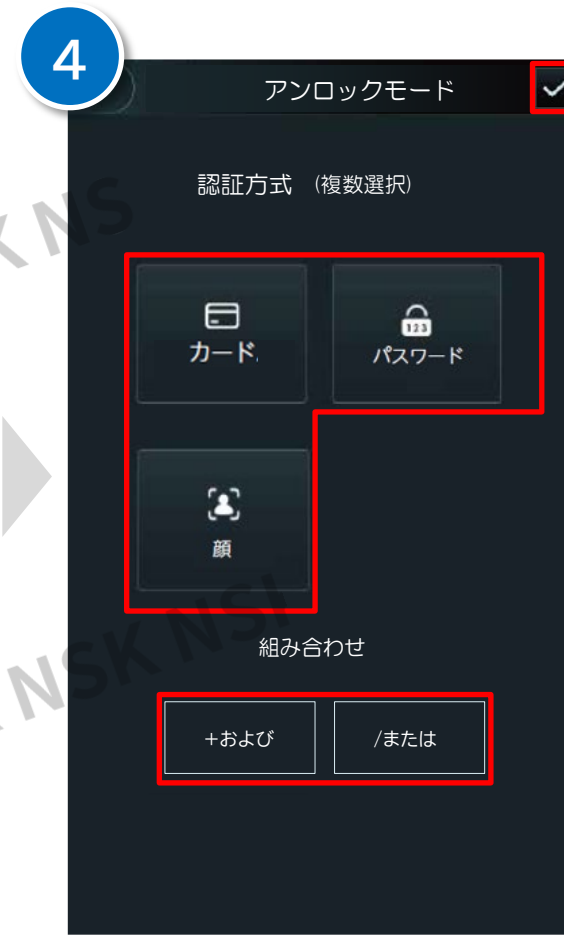 4
アンロックモード
認証方式 (複数選択)
カード.
123
パスワード
顔
組み合わせ
+および
/または
K NS
NSK NSI